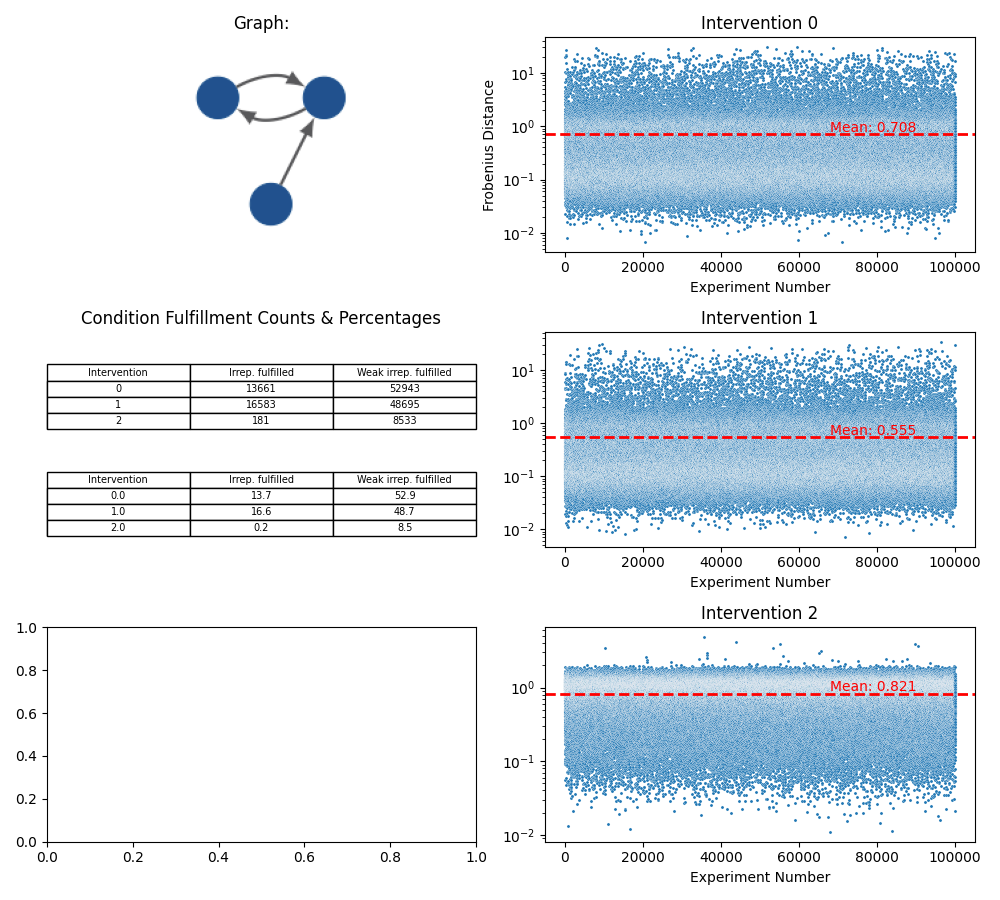 Graph:
Condition Fulfillment Counts & Percentages
Intervention Irrep. fulfilled Weak irrep. fulfilled
0 13661 52943
1 16583 48695
2 181 8533
Intervention Irrep. fulfilled Weak irrep. fulfilled
0.0 13.7 52.9
1.0 16.6 48.7
2.0 0.2 8.5
1.0
0.8
0.6
0.4
0.2
0.0
0.0 0.2 0.4 0.6 0.8 1.0
Intervention 0
Frobenius Distance
10¹
10⁰
10⁻¹
10⁻²
Mean: 0.708
0 20000 40000 60000 80000 100000
Experiment Number
Intervention 1
10¹
10⁰
10⁻¹
10⁻²
Mean: 0.555
0 20000 40000 60000 80000 100000
Experiment Number
Intervention 2
10⁰
10⁻¹
10⁻²
Mean: 0.821
0 20000 40000 60000 80000 100000
Experiment Number